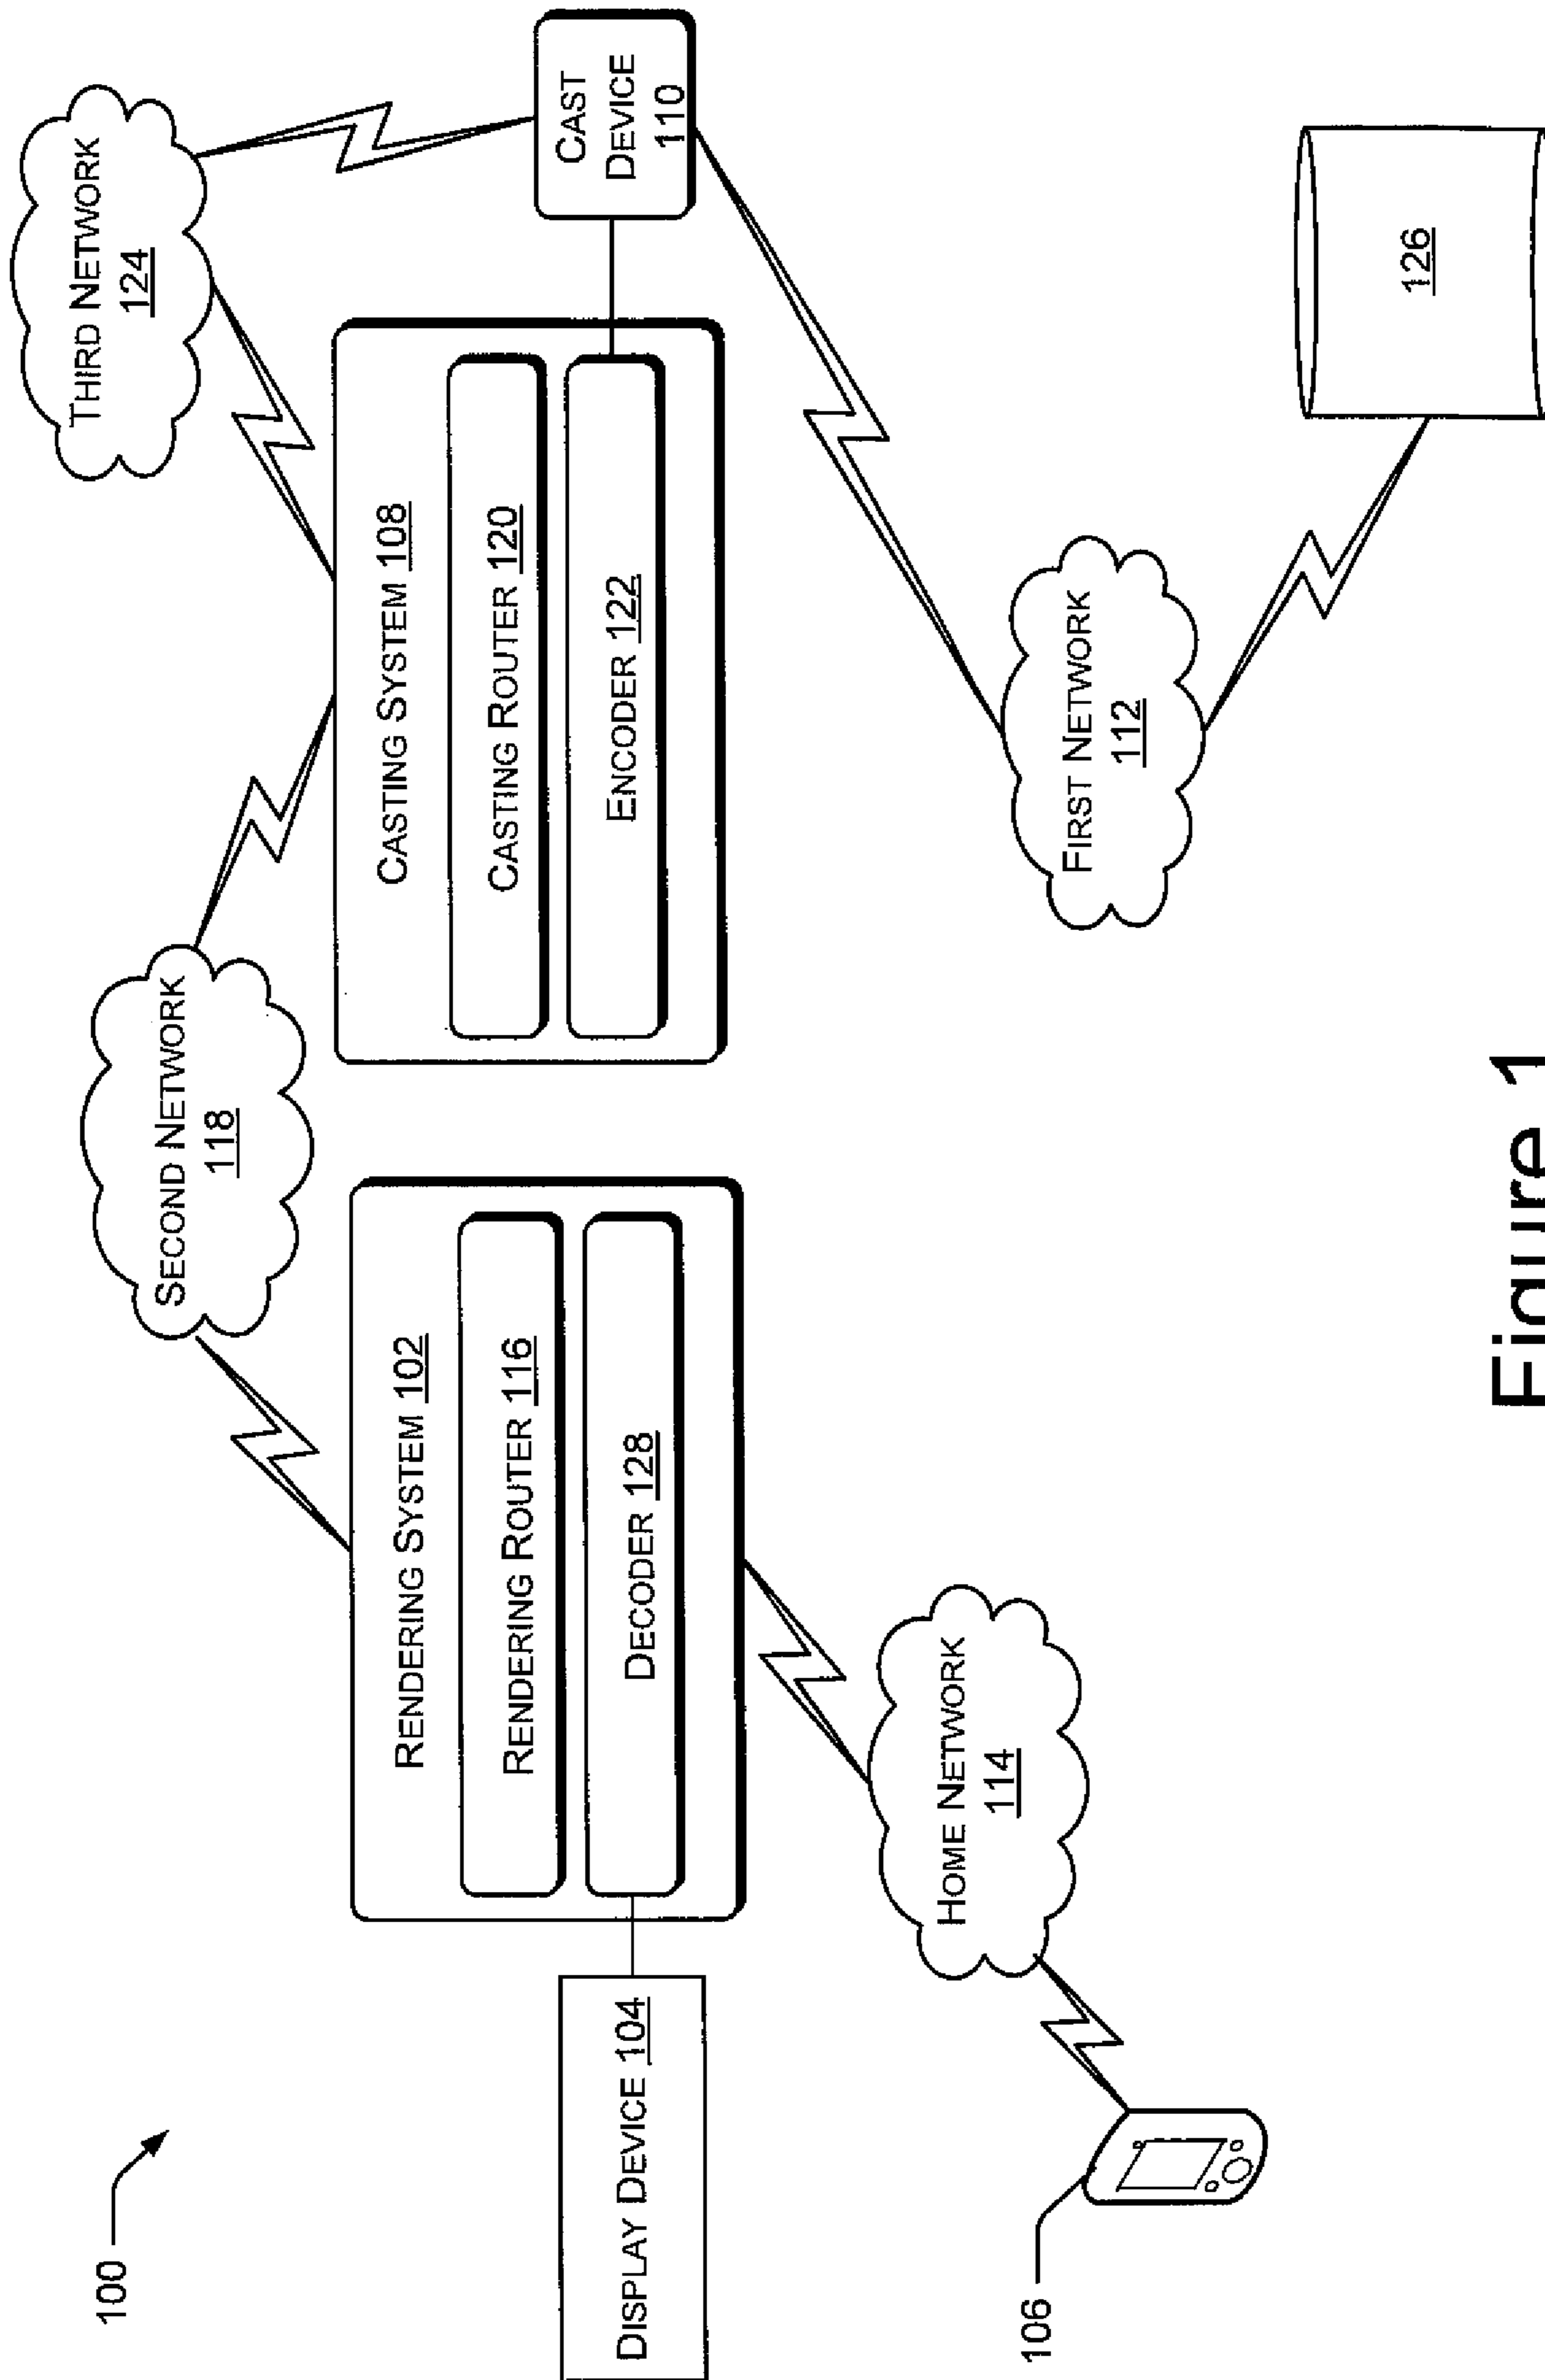 100
SECOND NETWORK
118
THIRD NETWORK
124
RENDERING SYSTEM 102
RENDERING ROUTER 116
DECODER 128
DISPLAY DEVICE 104
CASTING SYSTEM 108
CASTING ROUTER 120
ENCODER 122
CAST
DEVICE
110
HOME NETWORK
114
106
FIRST NETWORK
112
126
Figure 1